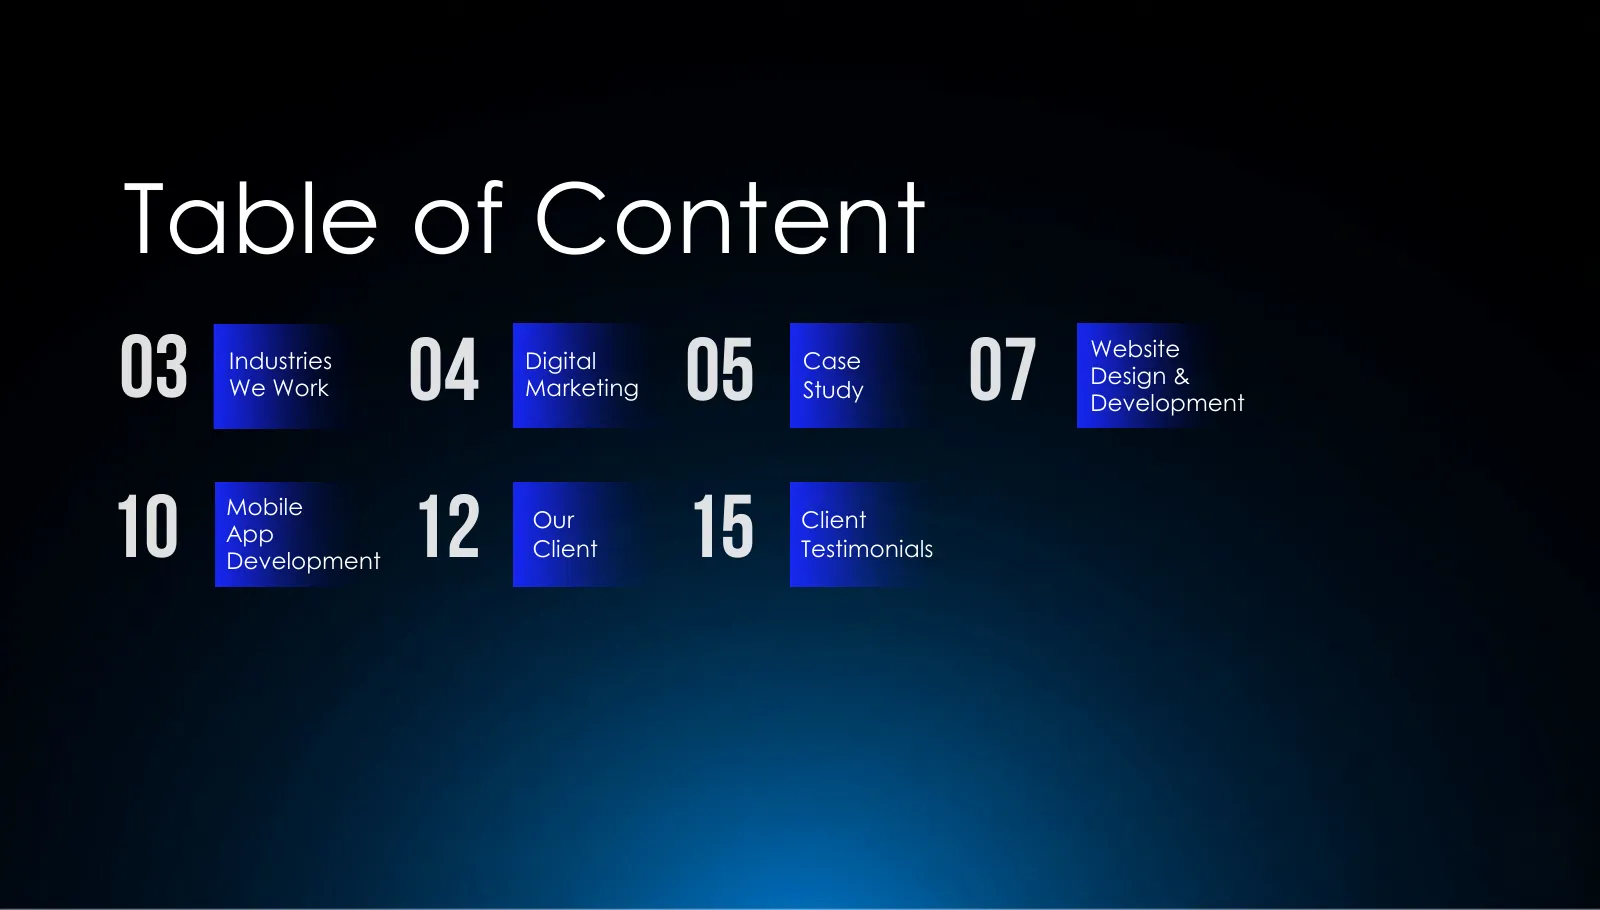 Table of Content
03
Industries
We Work
04
Digital
Marketing
05
Case
Study
07
Website
Design &
Development
10
Mobile
App
Development
12
Our
Client
15
Client
Testimonials